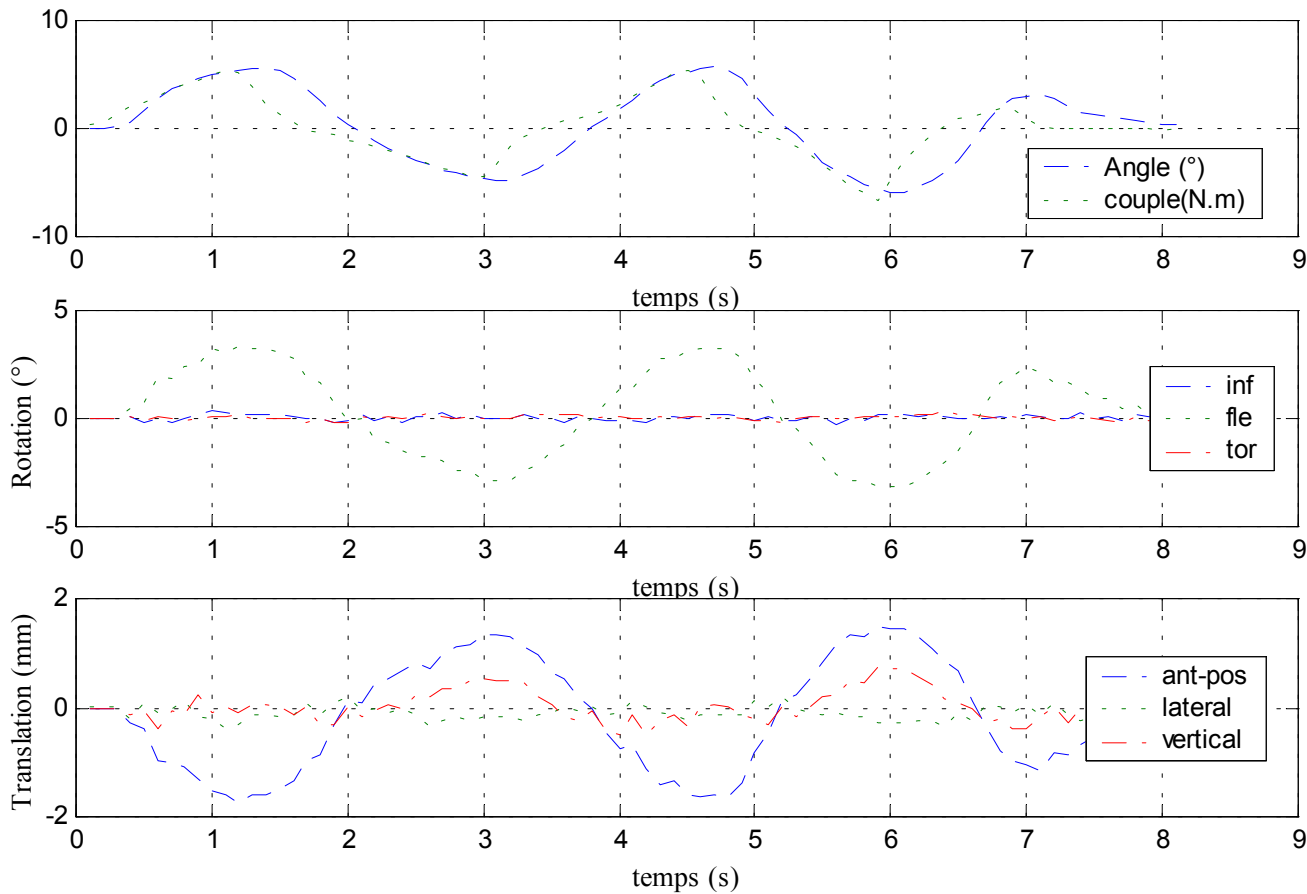 10
0
-10
Angle (°)
couple(N.m)
0 1 2 3 4 5 6 7 8 9
temps (s)
5
0
-5
Rotation (°)
inf
fle
tor
0 1 2 3 4 5 6 7 8 9
temps (s)
2
0
-2
Translation (mm)
ant-pos
lateral
vertical
0 1 2 3 4 5 6 7 8 9
temps (s)